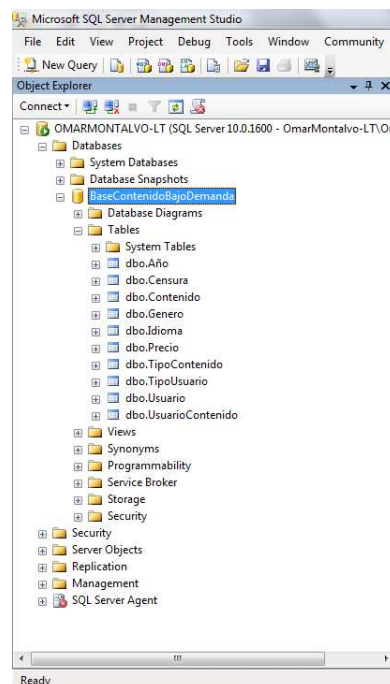 Microsoft SQL Server Management Studio
File Edit View Project Debug Tools Window Community
New Query
Object Explorer
Connect
OMARMONTALVO-LT (SQL Server 10.0.1600 - OmarMontalvo-LT\O
Databases
System Databases
Database Snapshots
BaseContenidoBajoDemanda
Database Diagrams
Tables
System Tables
dbo.Año
dbo.Censura
dbo.Contenido
dbo.Genero
dbo.Idioma
dbo.Precio
dbo.TipoContenido
dbo.TipoUsuario
dbo.Usuario
dbo.UsuarioContenido
Views
Synonyms
Programmability
Service Broker
Storage
Security
Security
Server Objects
Replication
Management
SQL Server Agent
Ready